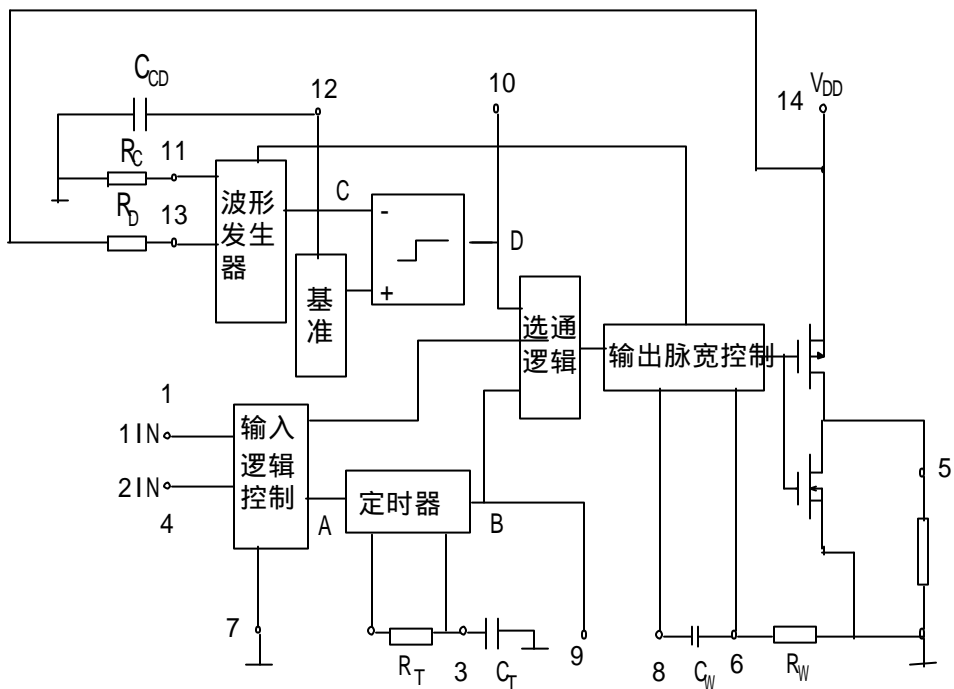 C_CD
12
10
14
V_DD
R_C
11
R_D
13
波形
发生
器
C
-
+
D
基
准
选通
逻辑
输出脉宽控制
1
1IN
2IN
4
输入
逻辑
控制
A
定时器
B
5
7
R_T
3
C_T
9
8
C_W
6
R_W